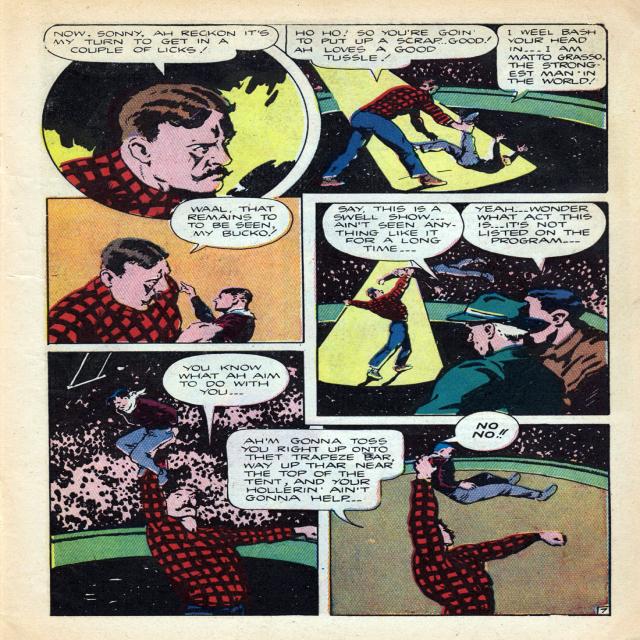 NOW, SONNY, AH RECKON IT'S
MY TURN TO GET IN A
COUPLE OF LICKS!
HO HO! SO YOU'RE GOIN'
TO PUT UP A SCRAP...GOOD!
AH LOVES A GOOD
TUSSLE!
I WEEL BASH
YOUR HEAD
IN---I AM
MATTO GRASSO,
THE STRONG-
EST MAN IN
THE WORLD!
WAAL, THAT
REMAINS TO
TO BE SEEN,
MY BUCKO!
SAY, THIS IS A
SWELL SHOW---
AIN'T SEEN ANY-
THING LIKE IT
FOR A LONG
TIME---
YEAH---WONDER
WHAT ACT THIS
IS---IT'S NOT
LISTED ON THE
PROGRAM---
YOU KNOW
WHAT AH AIM
TO DO WITH
YOU---
AH'M GONNA TOSS
YOU RIGHT UP ONTO
THET TRAPEZE BAR,
WAY UP THAR NEAR
THE TOP OF THE
TENT, AND YOUR
HOLLERIN' AIN'T
GONNA HELP---
NO
NO!!
7